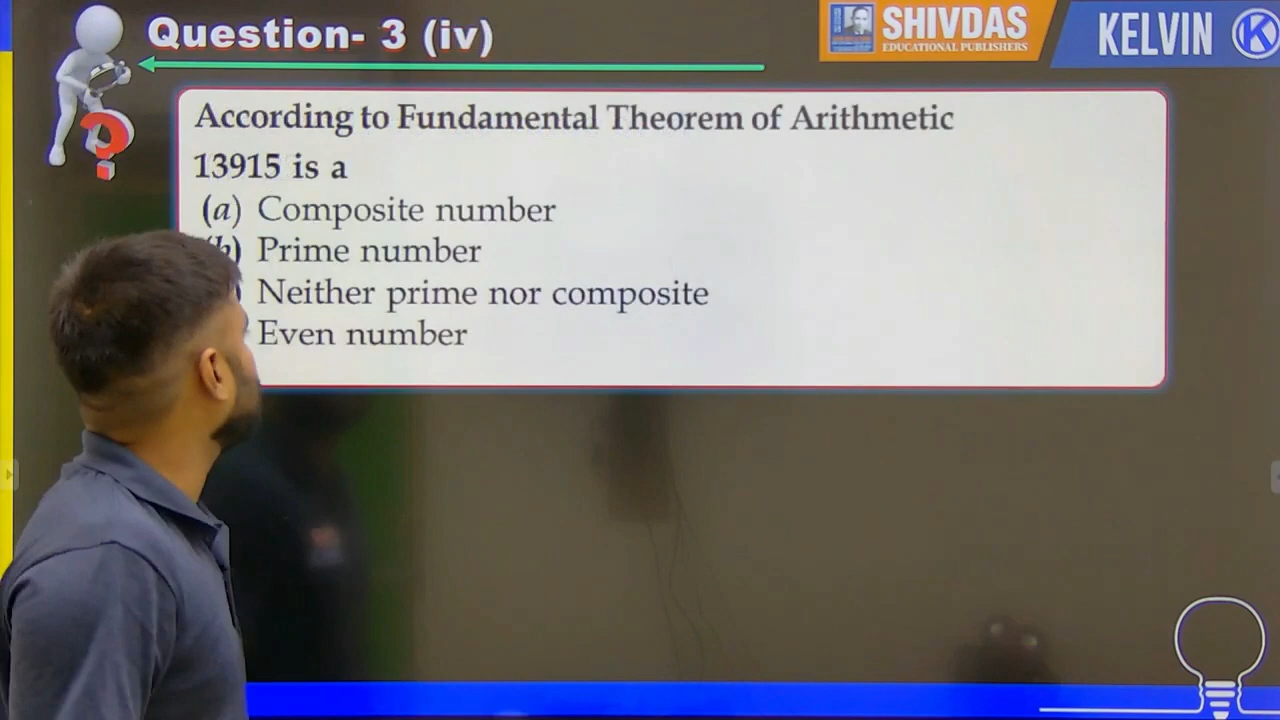 Question- 3 (iv)
SHIVDAS
EDUCATIONAL PUBLISHERS
KELVIN
K
According to Fundamental Theorem of Arithmetic
13915 is a
(a) Composite number
(b) Prime number
Neither prime nor composite
Even number